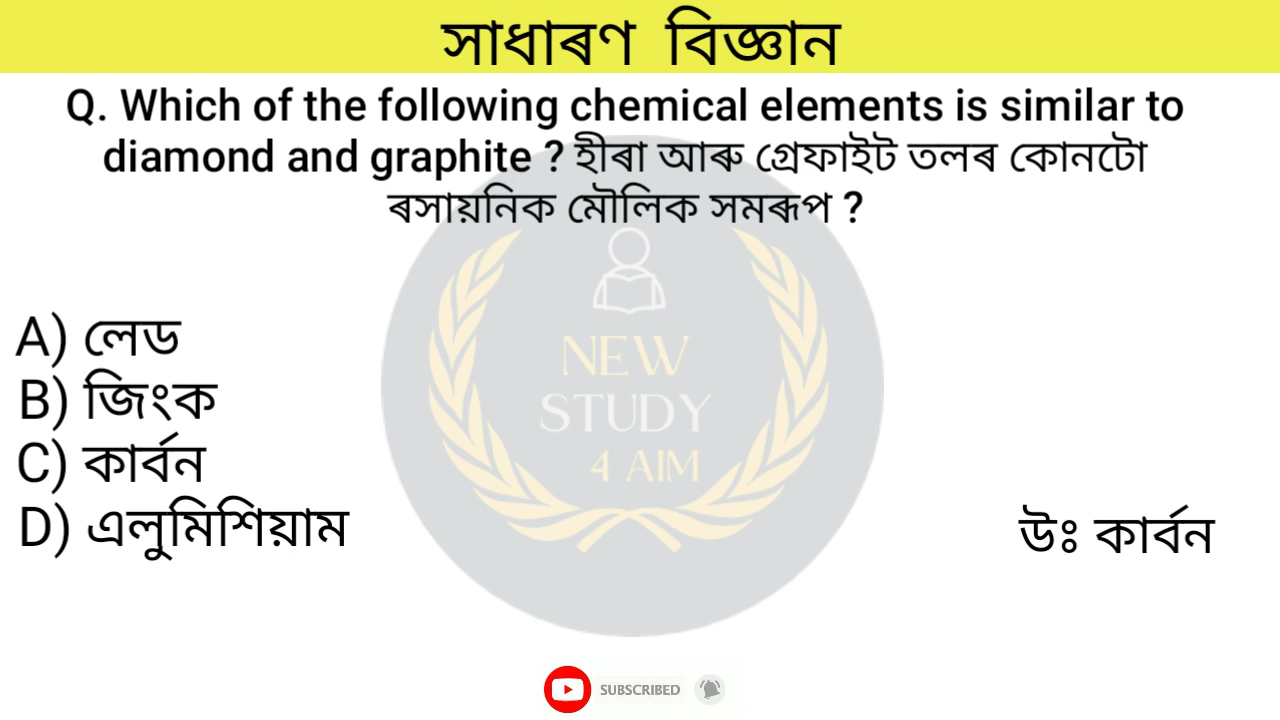 সাধাৰণ বিজ্ঞান
Q. Which of the following chemical elements is similar to
diamond and graphite ? হীৰা আৰু গ্ৰেফাইট তলৰ কোনটো
ৰসায়নিক মৌলিক সমৰূপ ?
NEW
STUDY
4 AIM
A) লেড
B) জিংক
C) কাৰ্বন
D) এলুমিশিয়াম
উঃ কাৰ্বন
SUBSCRIBED